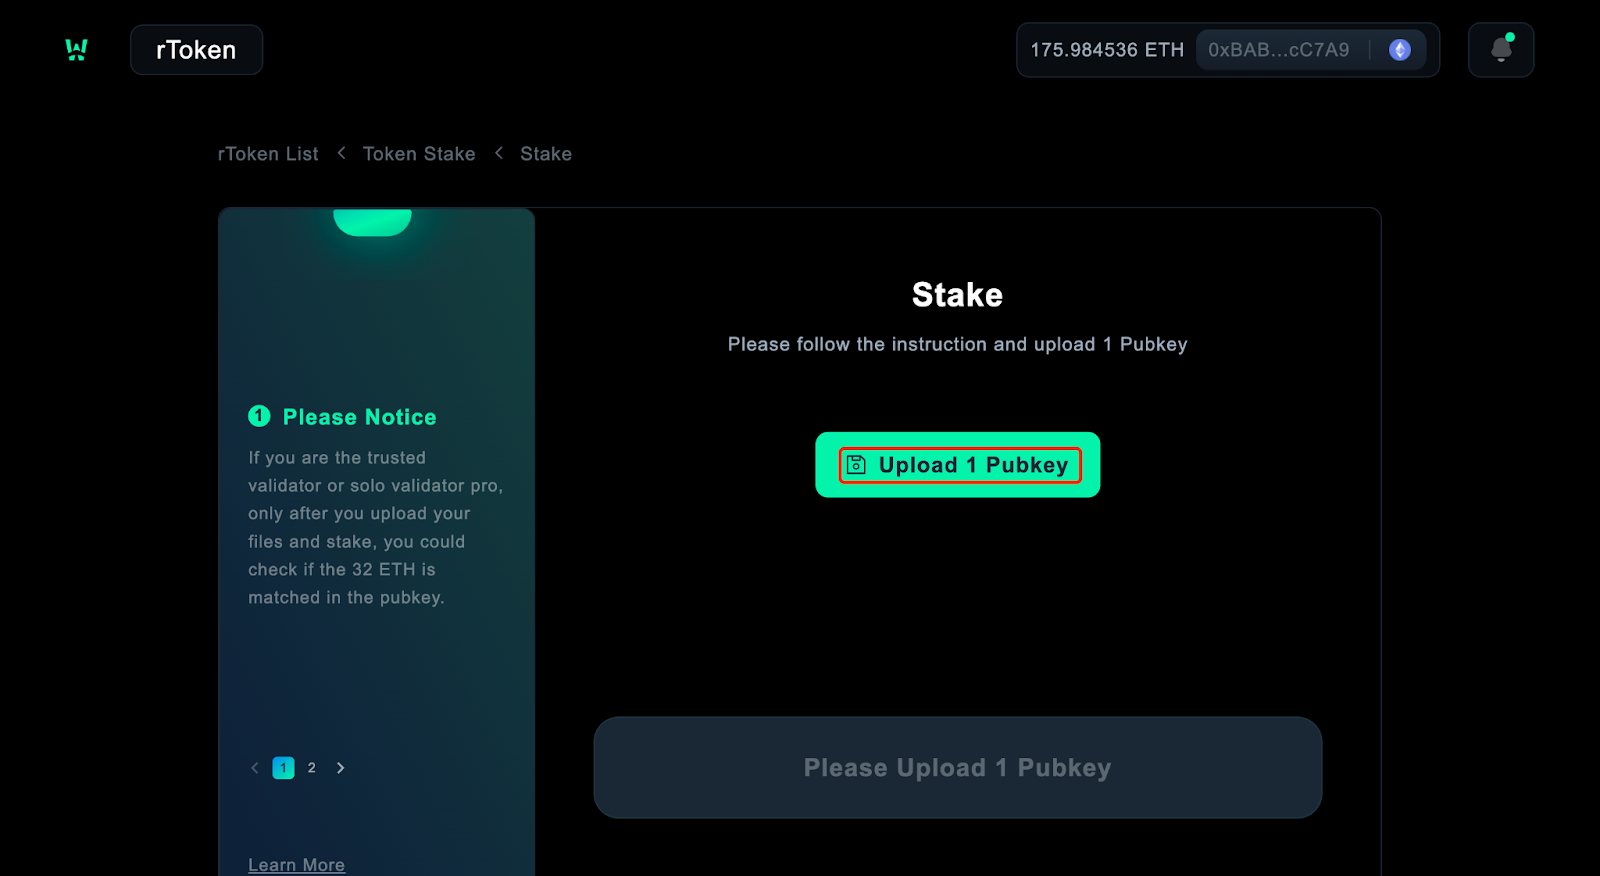 rToken
175.984536 ETH
0xBAB...cC7A9
rToken List
Token Stake
Stake
1 Please Notice
If you are the trusted
validator or solo validator pro,
only after you upload your
files and stake, you could
check if the 32 ETH is
matched in the pubkey.
1 2
Learn More
Stake
Please follow the instruction and upload 1 Pubkey
Upload 1 Pubkey
Please Upload 1 Pubkey